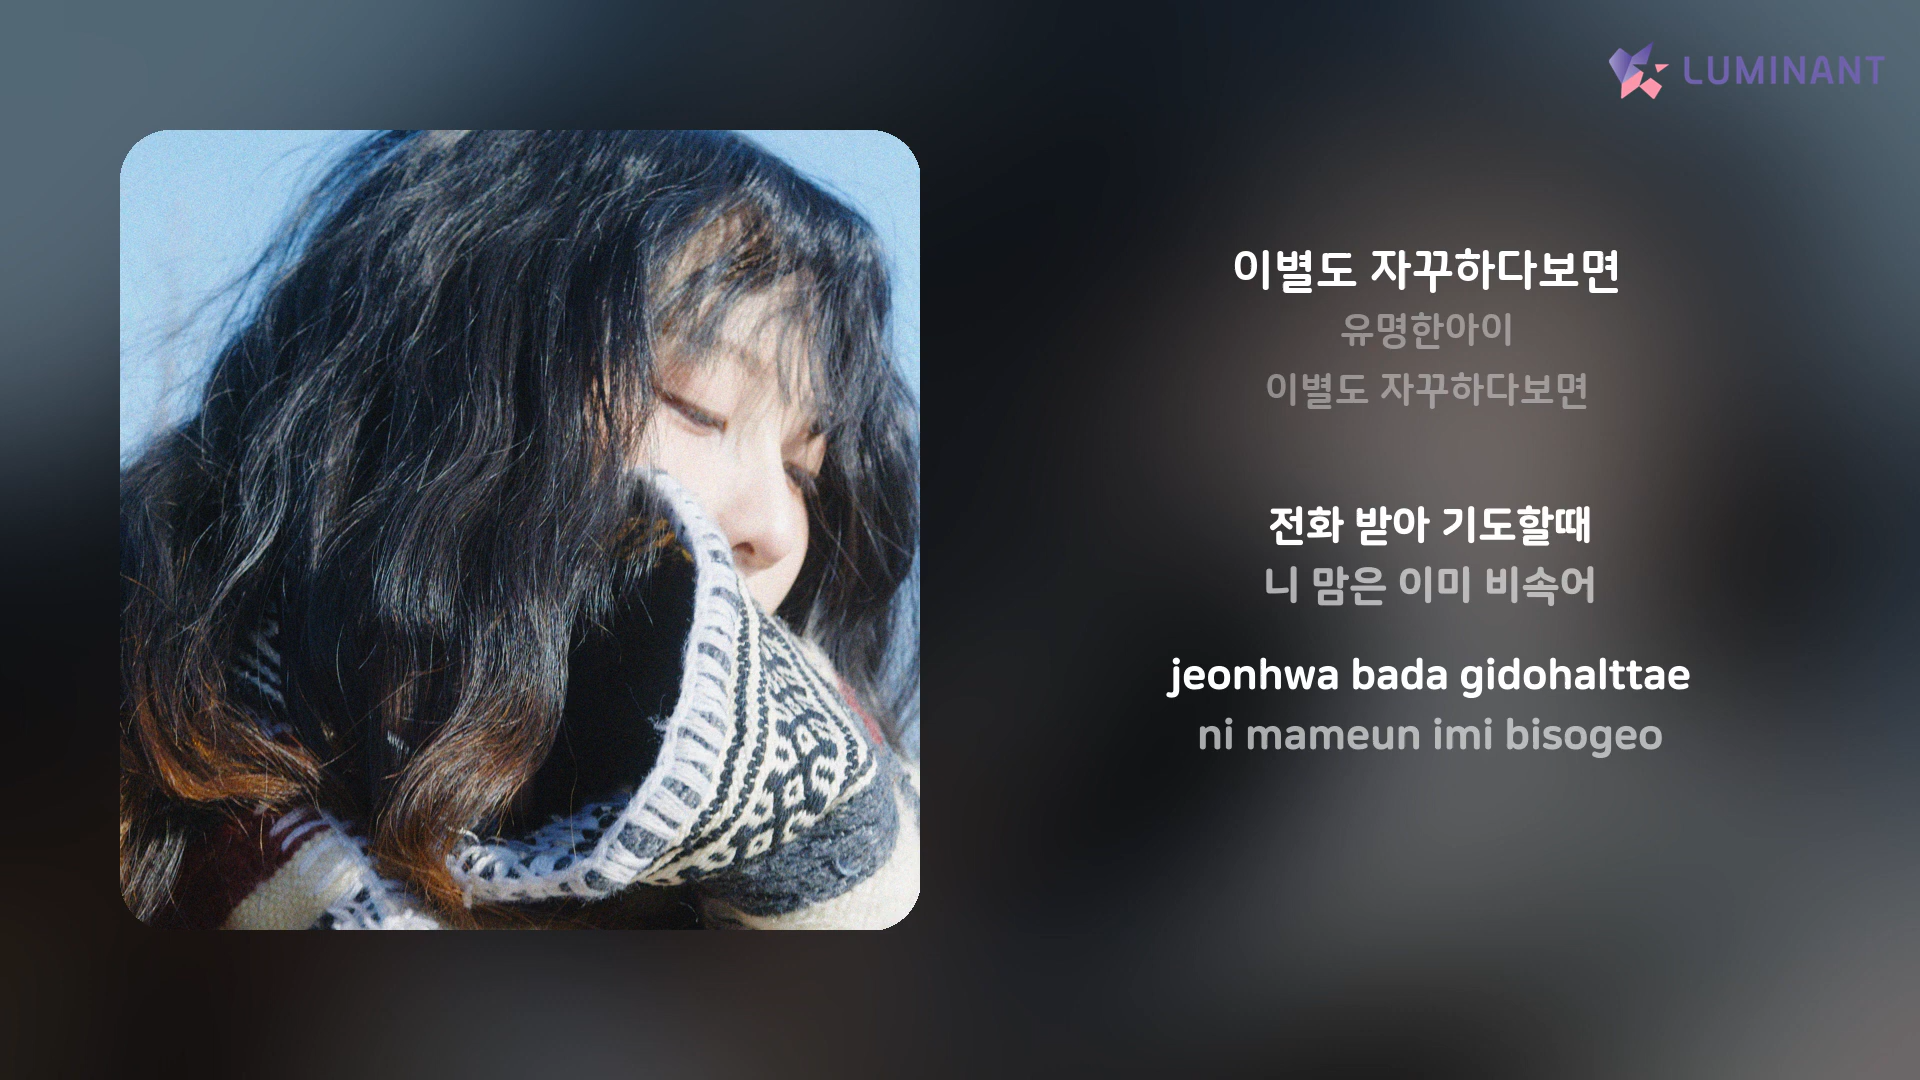 LUMINANT
이별도 자꾸하다보면
유명한아이
이별도 자꾸하다보면
전화 받아 기도할때
니 맘은 이미 비속어
jeonhwa bada gidohalttae
ni mameun imi bisogeo